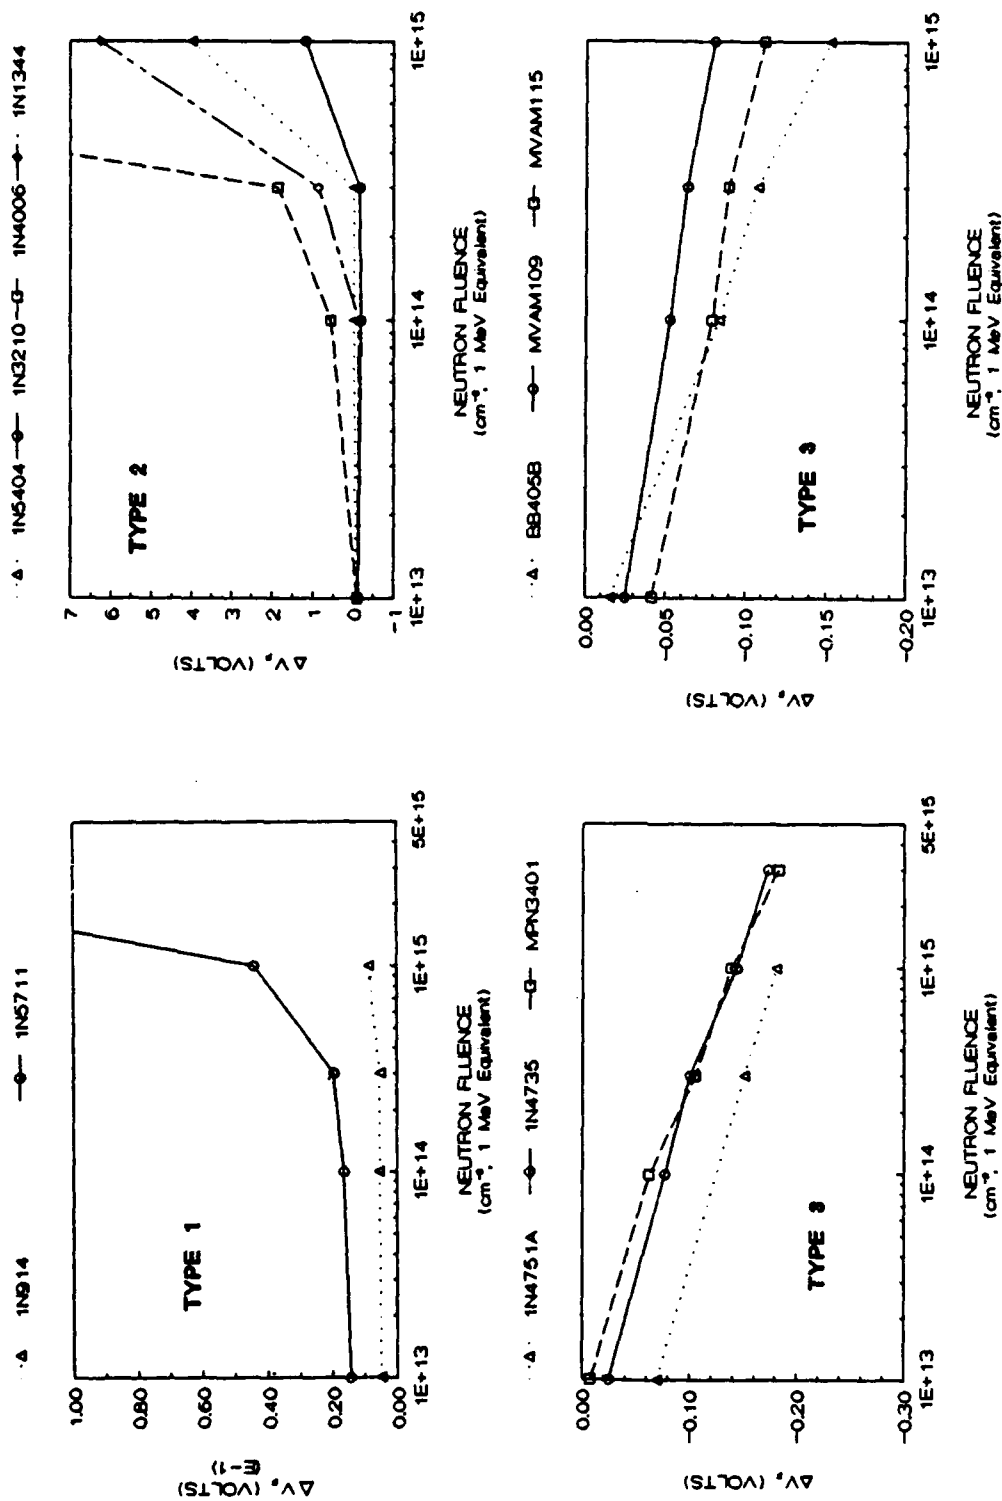 ··△·· 1N914 —○— 1N5711
ΔV, (VOLTS)
(E-1)
1.00
0.80
0.60
0.40
0.20
0.00
TYPE 1
1E+13
1E+14
1E+15
5E+15
NEUTRON FLUENCE
(cm , 1 MeV Equivalent)
··△·· 1N5404 —○— 1N3210 —□— 1N4006 —◇— 1N1344
ΔV, (VOLTS)
7
6
5
4
3
2
1
0
-1
TYPE 2
1E+13
1E+14
1E+15
NEUTRON FLUENCE
(cm , 1 MeV Equivalent)
··△·· 1N4751A —○— 1N4735 —□— MPN3401
ΔV, (VOLTS)
0.00
-0.10
-0.20
-0.30
TYPE 3
1E+13
1E+14
1E+15
5E+15
NEUTRON FLUENCE
(cm , 1 MeV Equivalent)
··△·· BB405B —○— MVAM109 —□— MVAM115
ΔV, (VOLTS)
0.00
-0.05
-0.10
-0.15
-0.20
TYPE 3
1E+13
1E+14
1E+15
NEUTRON FLUENCE
(cm , 1 MeV Equivalent)